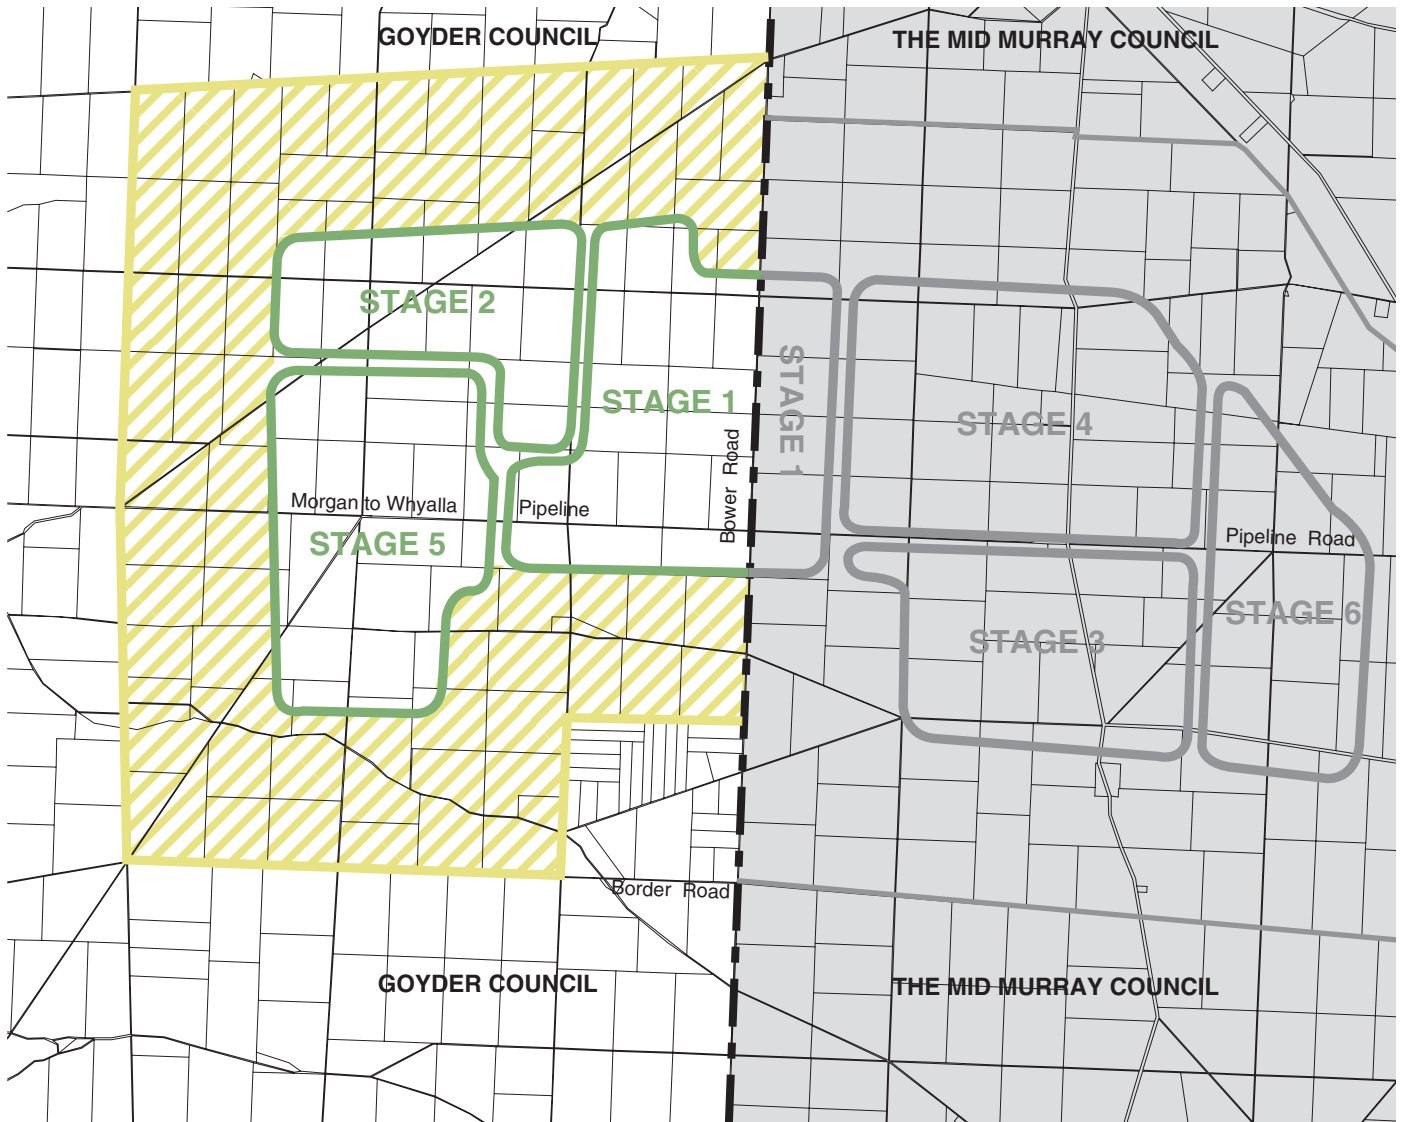 GOYDER COUNCIL
THE MID MURRAY COUNCIL
STAGE 2
STAGE 1
STAGE 1
STAGE 4
Bower Road
Morgan to Whyalla
Pipeline
Pipeline Road
STAGE 5
STAGE 6
STAGE 3
Border Road
GOYDER COUNCIL
THE MID MURRAY COUNCIL